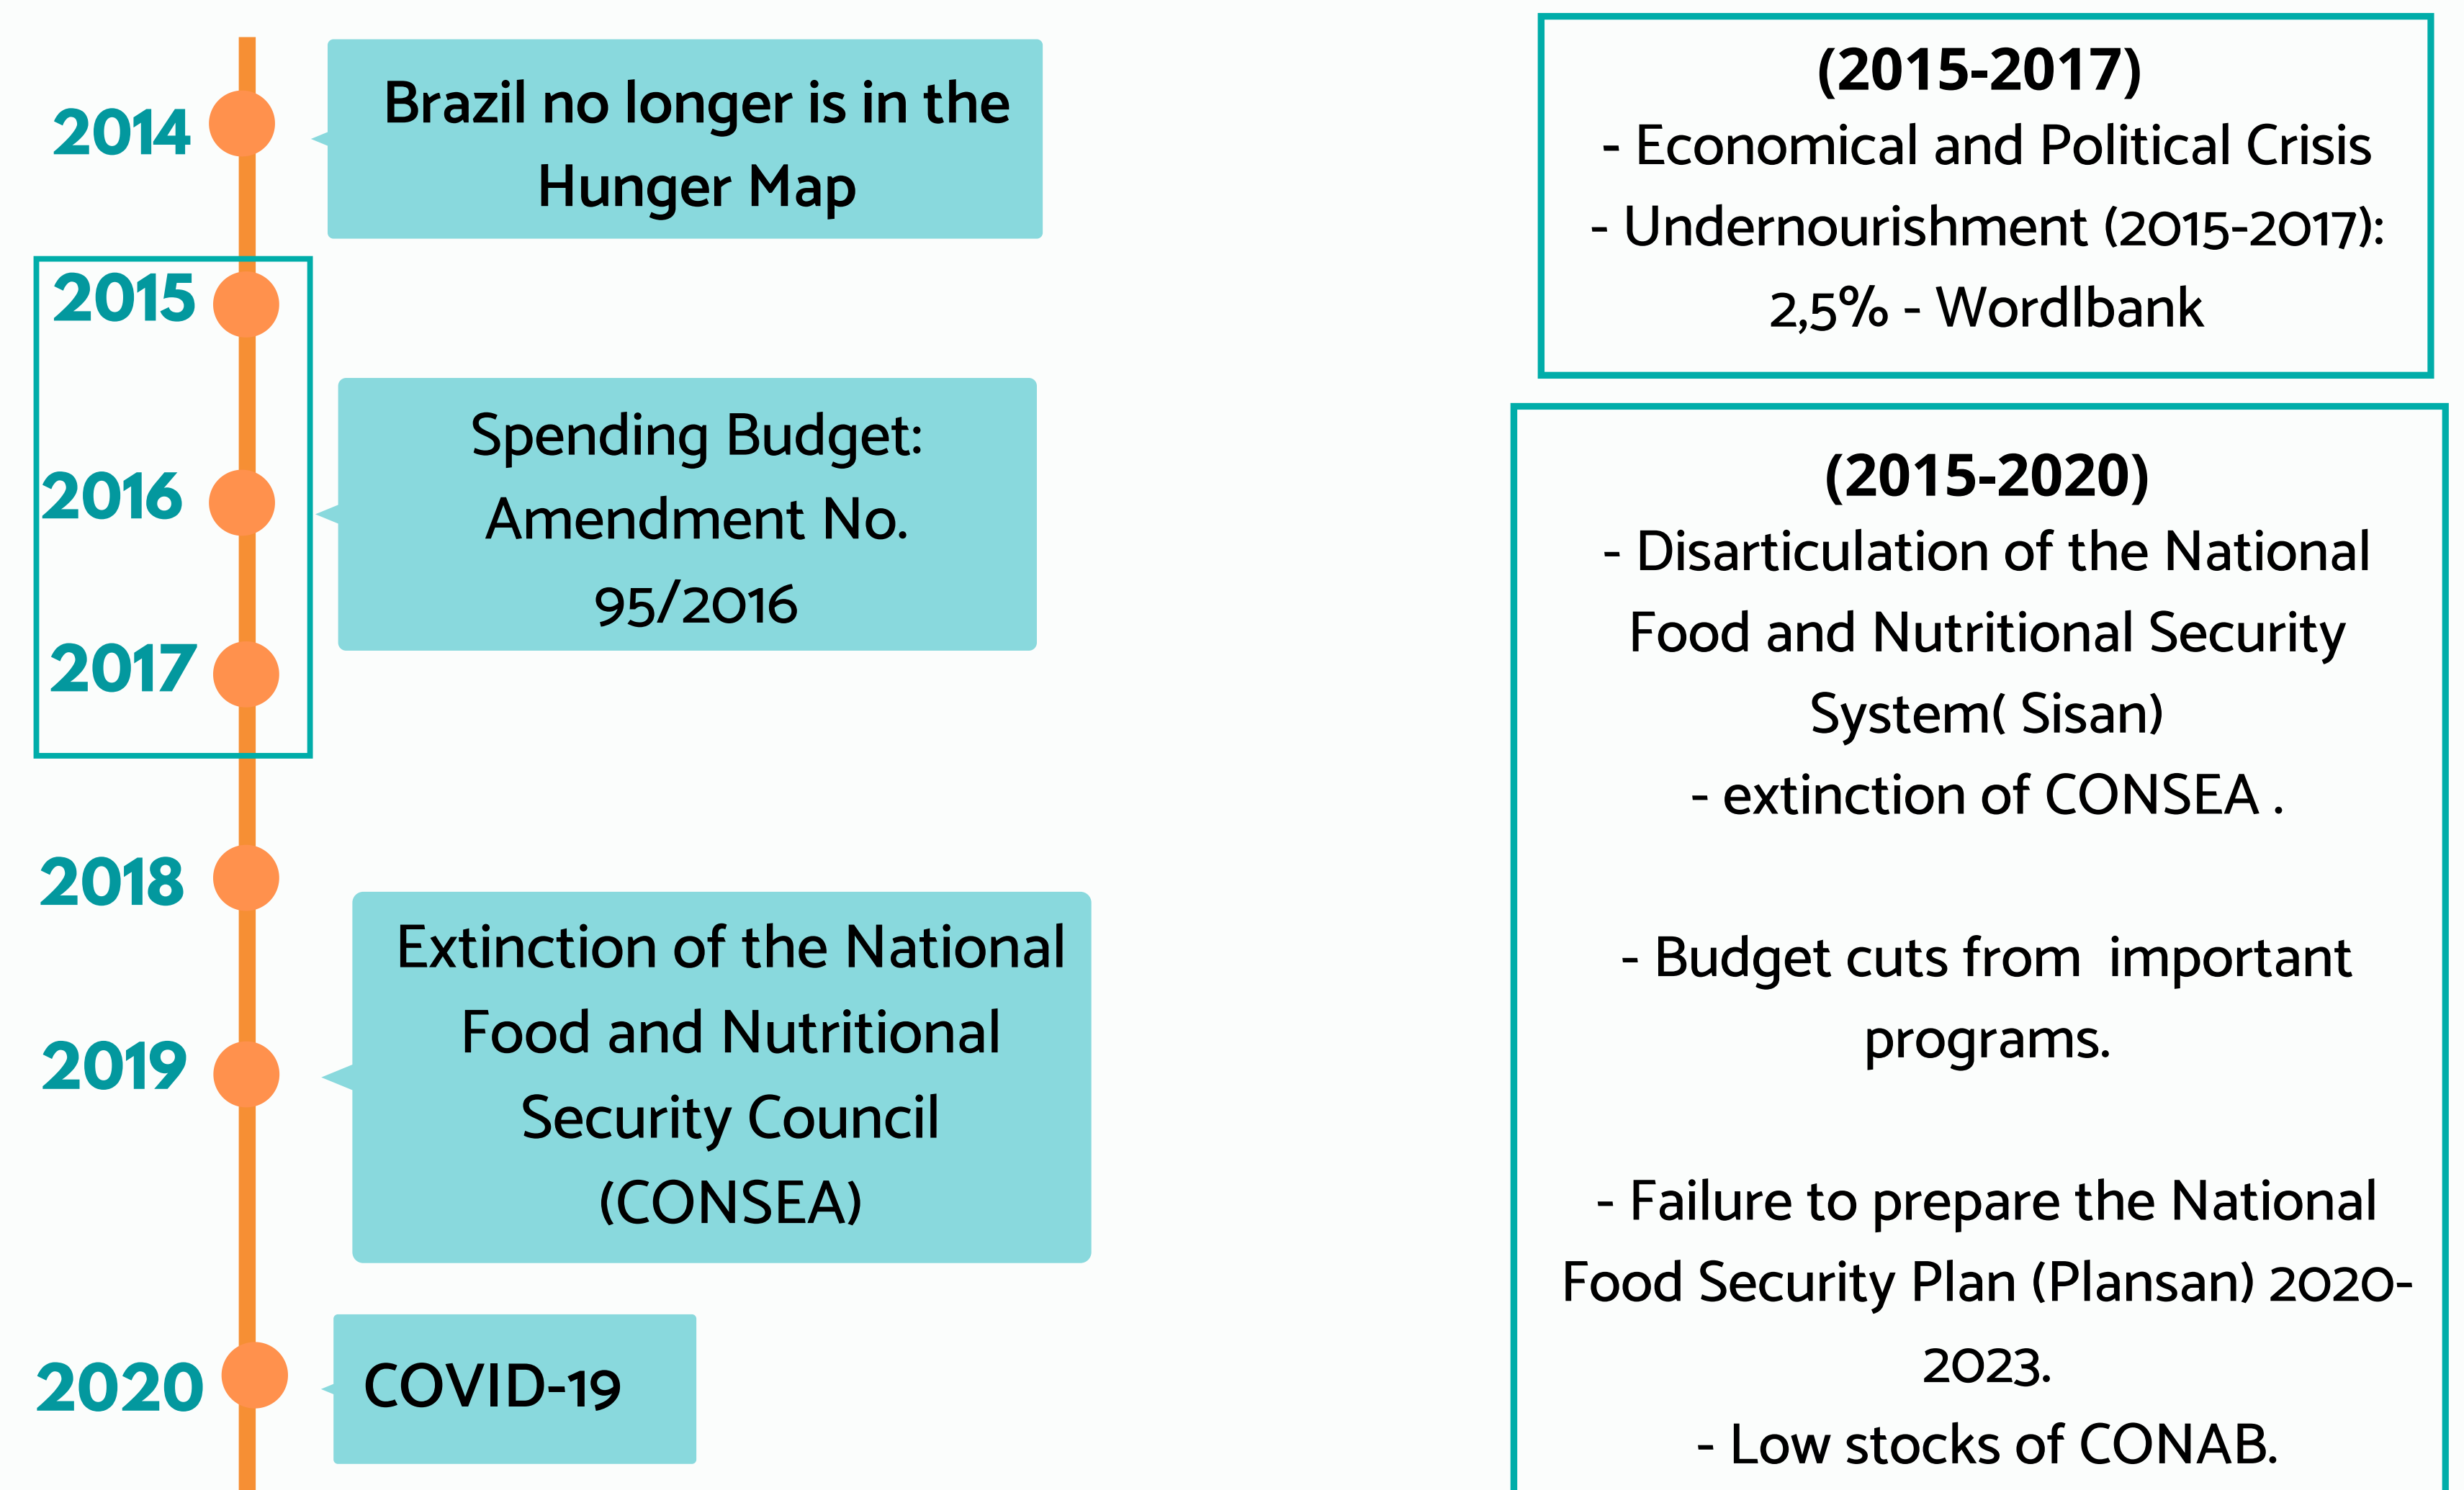 2014
Brazil no longer is in the
Hunger Map
2015
2016
Spending Budget:
Amendment No.
95/2016
2017
2018
2019
Extinction of the National
Food and Nutritional
Security Council
(CONSEA)
2020
COVID-19
(2015-2017)
- Economical and Political Crisis
- Undernourishment (2015-2017):
2,5% - Wordlbank
(2015-2020)
- Disarticulation of the National
Food and Nutritional Security
System( Sisan)
- extinction of CONSEA .
- Budget cuts from  important
programs.
- Failure to prepare the National
Food Security Plan (Plansan) 2020-
2023.
- Low stocks of CONAB.